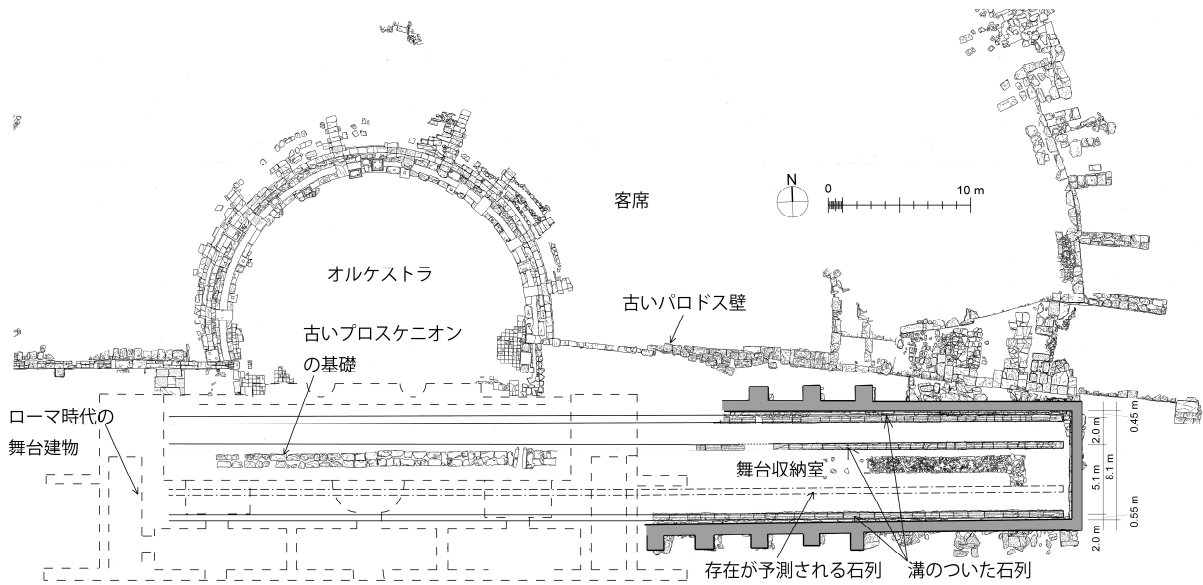 N
0
10 m
客席
オルケストラ
古いパロドス壁
古いプロスケニオン
の基礎
ローマ時代の
舞台建物
舞台収納室
2.0 m
0.45 m
5.1 m
8.1 m
0.55 m
2.0 m
存在が予測される石列
溝のついた石列